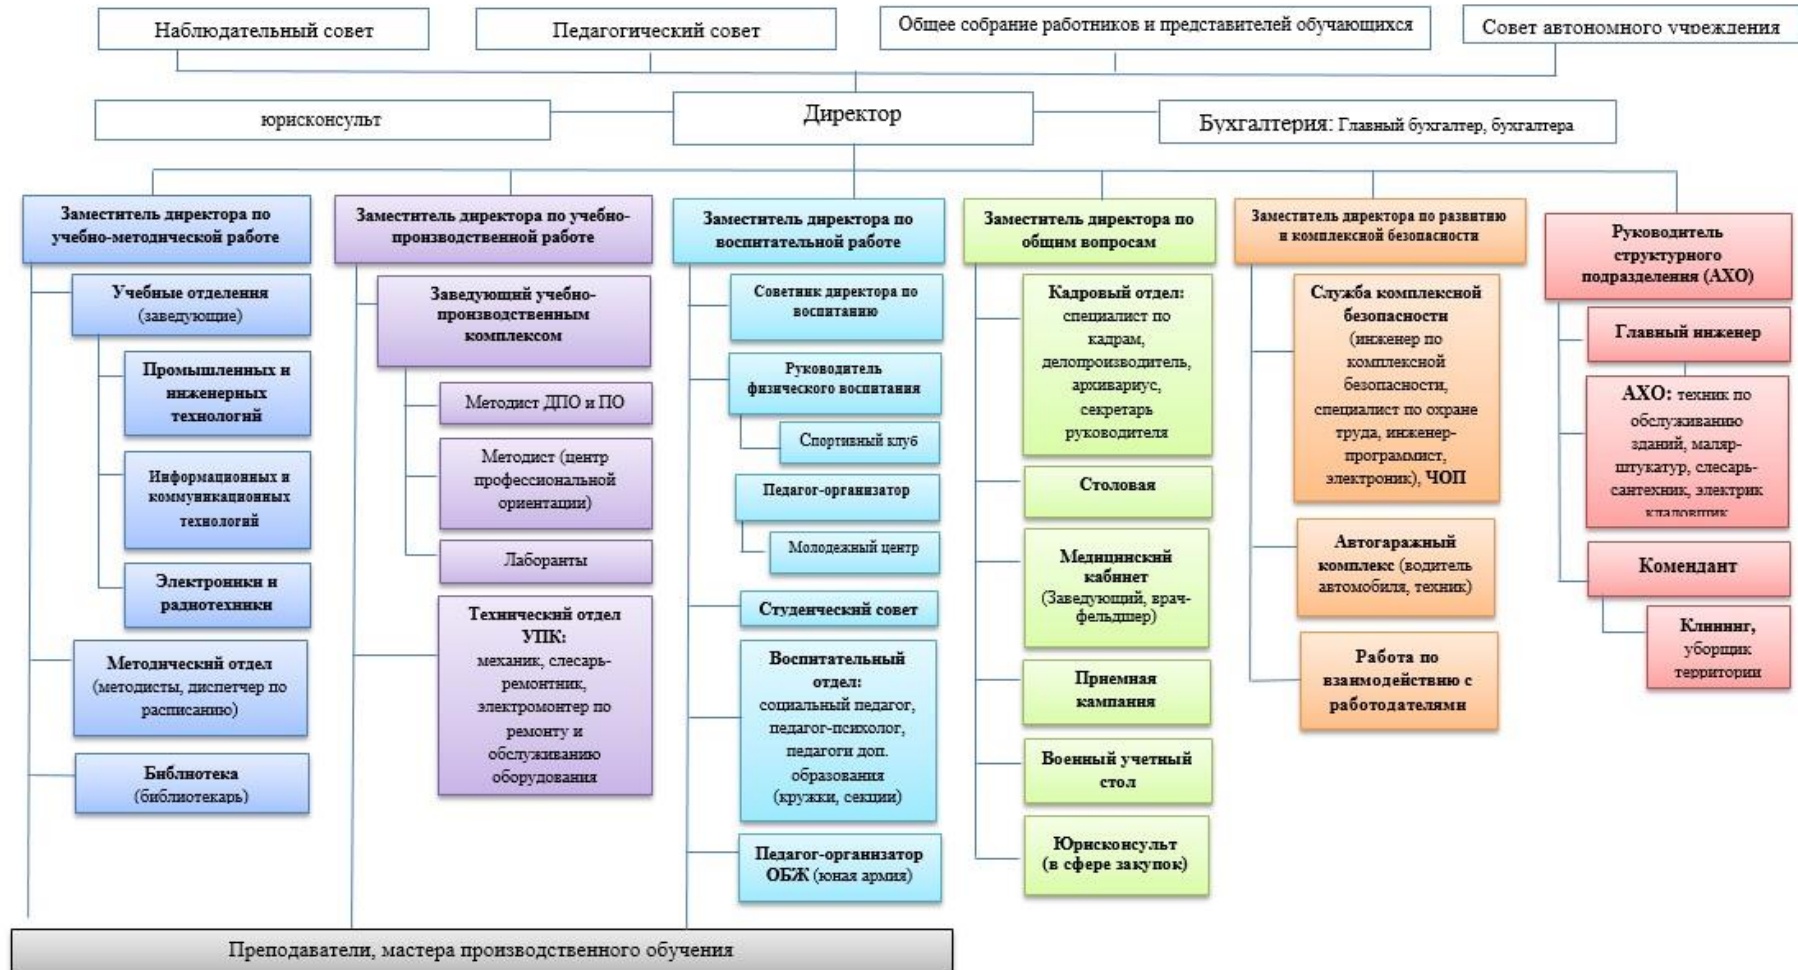 Наблюдательный совет
Педагогический совет
Общее собрание работников и представителей обучающихся
Совет автономного учреждения
юрисконсульт
Директор
Бухгалтерия: Главный бухгалтер, бухгалтера
Заместитель директора по
учебно-методической работе
Учебные отделения
(заведующие)
Промышленных и
инженерных
технологий
Информационных и
коммуникационных
технологий
Электроники и
радиотехники
Методический отдел
(методисты, диспетчер по
расписанию)
Библиотека
(библиотекарь)
Заместитель директора по учебно-
производственной работе
Заведующий учебно-
производственным
комплексом
Методист ДПО и ПО
Методист (центр
профессиональной
ориентации)
Лаборанты
Технический отдел
УПК:
механик, слесарь-
ремонтник,
электромонтер по
ремонту и
обслуживанию
оборудования
Заместитель директора по
воспитательной работе
Советник директора по
воспитанию
Руководитель
физического воспитания
Спортивный клуб
Педагог-организатор
Молодежный центр
Студенческий совет
Воспитательный
отдел:
социальный педагог,
педагог-психолог,
педагоги доп.
образования
(кружки, секции)
Педагог-организатор
ОБЖ (юная армия)
Заместитель директора по
общим вопросам
Кадровый отдел:
специалист по
кадрам,
делопроизводитель,
архивариус,
секретарь
руководителя
Столовая
Медицинский
кабинет
(Заведующий, врач-
фельдшер)
Приемная
кампания
Военный учетный
стол
Юрисконсульт
(в сфере закупок)
Заместитель директора по развитию
и комплексной безопасности
Служба комплексной
безопасности
(инженер по
комплексной
безопасности,
специалист по охране
труда, инженер-
программист,
электроник), ЧОП
Автогаражный
комплекс (водитель
автомобиля, техник)
Работа по
взаимодействию с
работодателями
Руководитель
структурного
подразделения (АХО)
Главный инженер
АХО: техник по
обслуживанию
зданий, маляр-
штукатур, слесарь-
сантехник, электрик
кладовщик
Комендант
Клининг,
уборщик
территории
Преподаватели, мастера производственного обучения